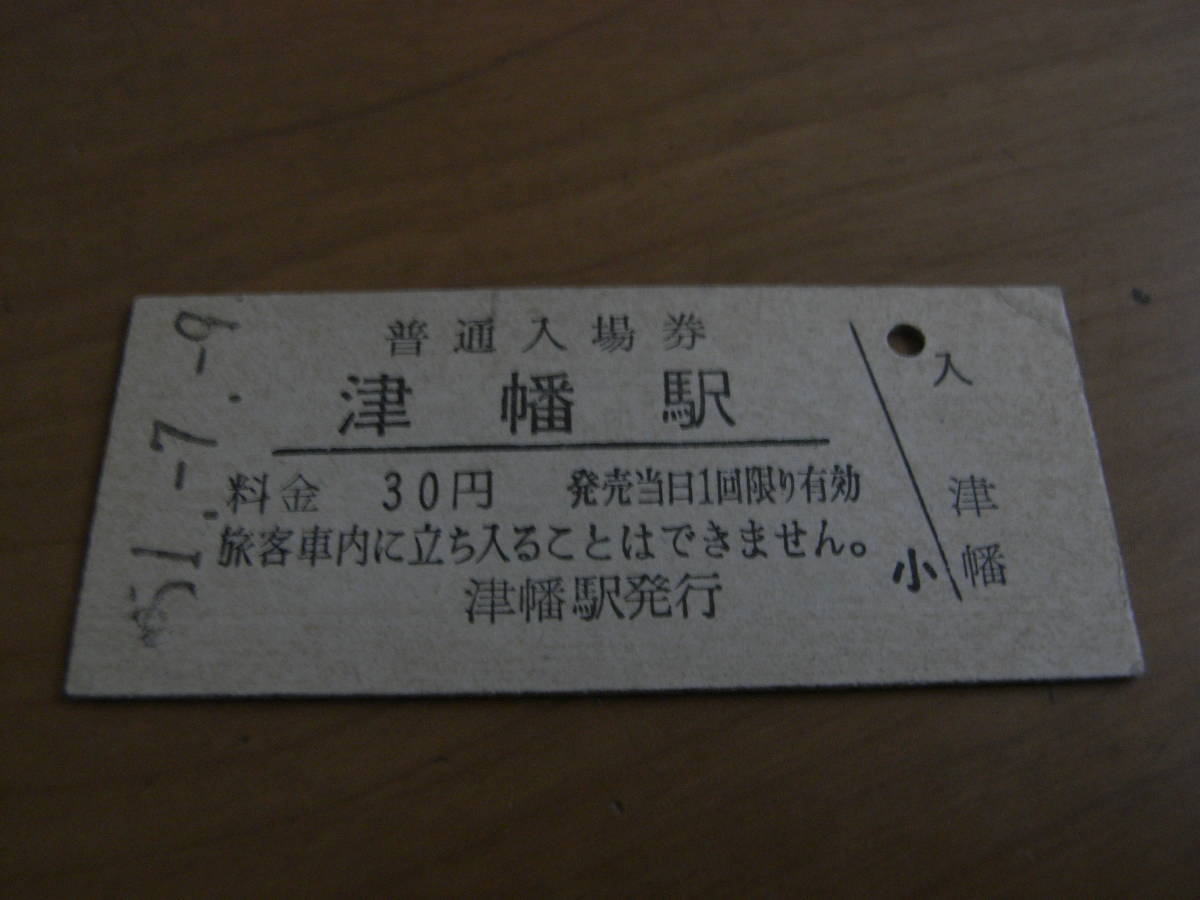 51.-7.-9
普通入場券
津幡駅
料金 30円 発売当日1回限り有効
旅客車内に立ち入ることはできません。
津幡駅発行
入
津幡
小